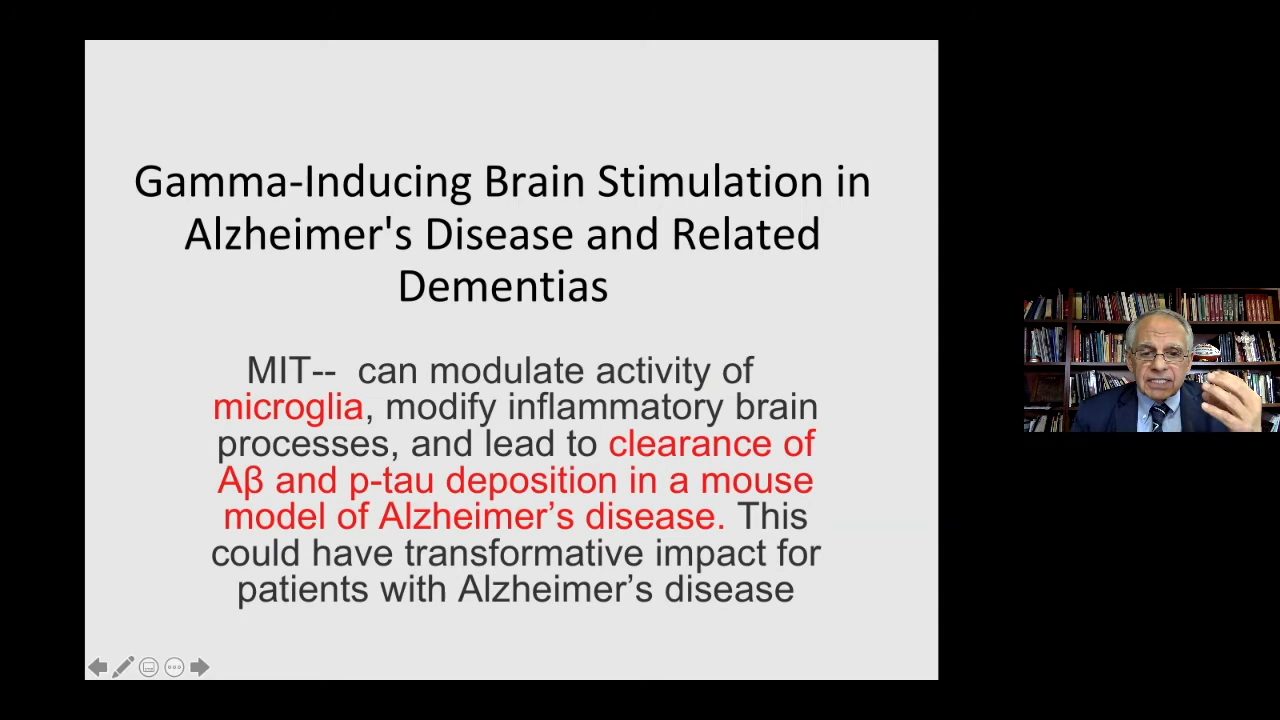 Gamma-Inducing Brain Stimulation in
Alzheimer's Disease and Related
Dementias
MIT-- can modulate activity of
microglia, modify inflammatory brain
processes, and lead to clearance of
Aβ and p-tau deposition in a mouse
model of Alzheimer’s disease. This
could have transformative impact for
patients with Alzheimer’s disease